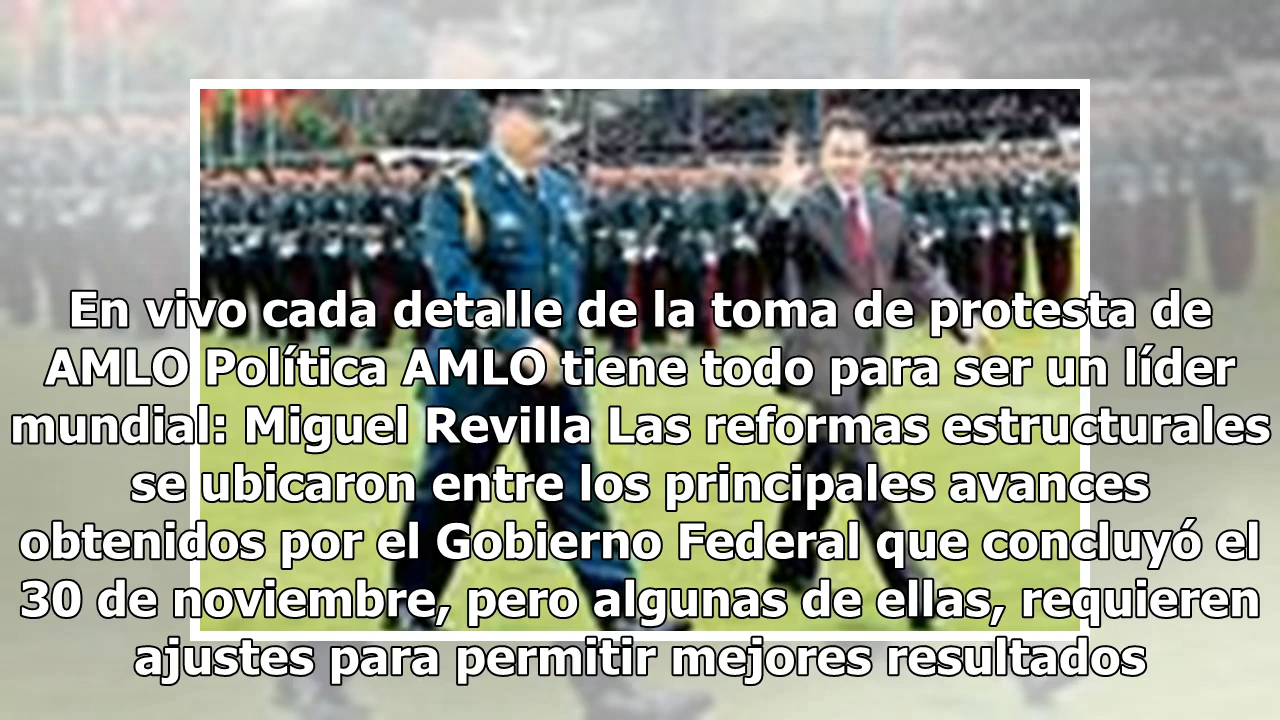 En vivo cada detalle de la toma de protesta de
AMLO Política AMLO tiene todo para ser un líder
mundial: Miguel Revilla Las reformas estructurales
se ubicaron entre los principales avances
obtenidos por el Gobierno Federal que concluyó el
30 de noviembre, pero algunas de ellas, requieren
ajustes para permitir mejores resultados